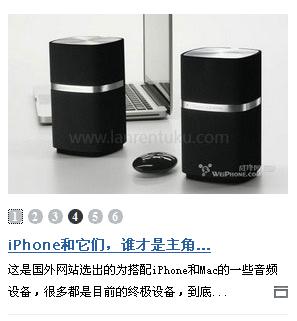 www.lanrentuku.com
WEIPHONE.COM
1 2 3 4 5 6
iPhone和它们，谁才是主角...
这是国外网站选出的为搭配iPhone和Mac的一些音频
设备，很多都是目前的终极设备，到底...